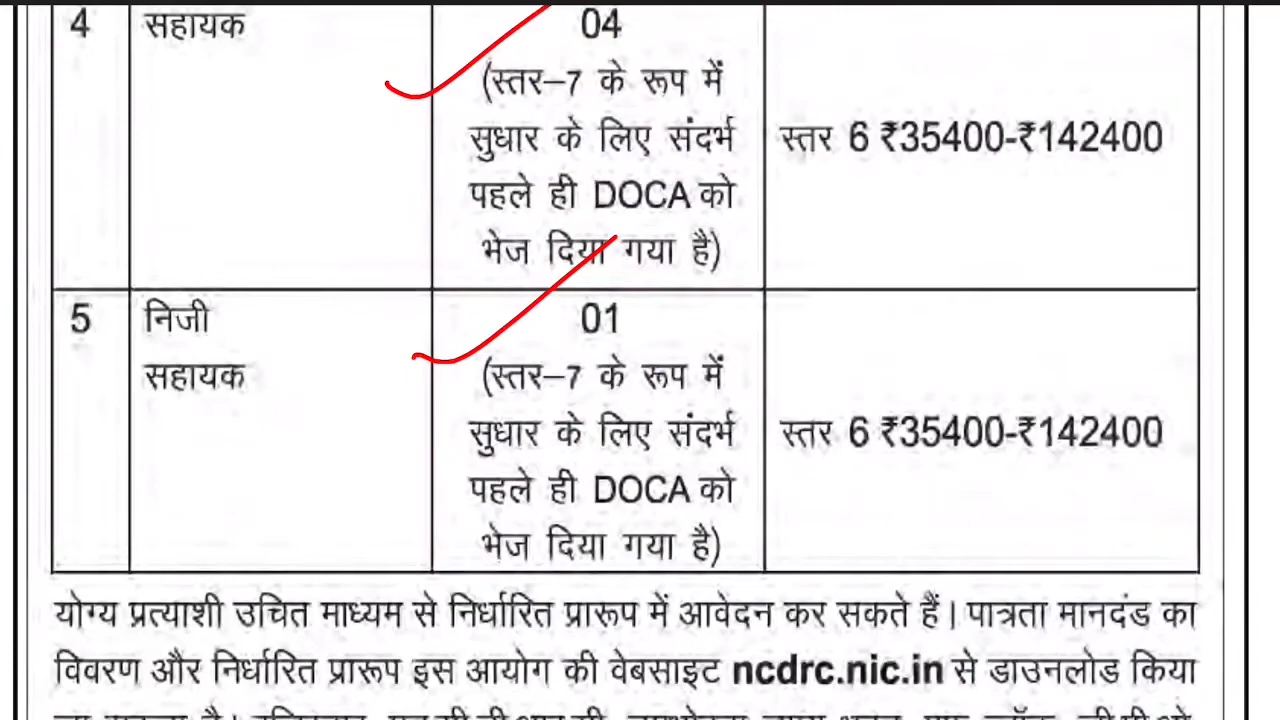 4 सहायक 04
(स्तर–7 के रूप में
सुधार के लिए संदर्भ स्तर 6 ₹35400-₹142400
पहले ही DOCA को
भेज दिया गया है)
5 निजी 01
सहायक (स्तर–7 के रूप में
सुधार के लिए संदर्भ स्तर 6 ₹35400-₹142400
पहले ही DOCA को
भेज दिया गया है)
योग्य प्रत्याशी उचित माध्यम से निर्धारित प्रारूप में आवेदन कर सकते हैं। पात्रता मानदंड का
विवरण और निर्धारित प्रारूप इस आयोग की वेबसाइट ncdrc.nic.in से डाउनलोड किया